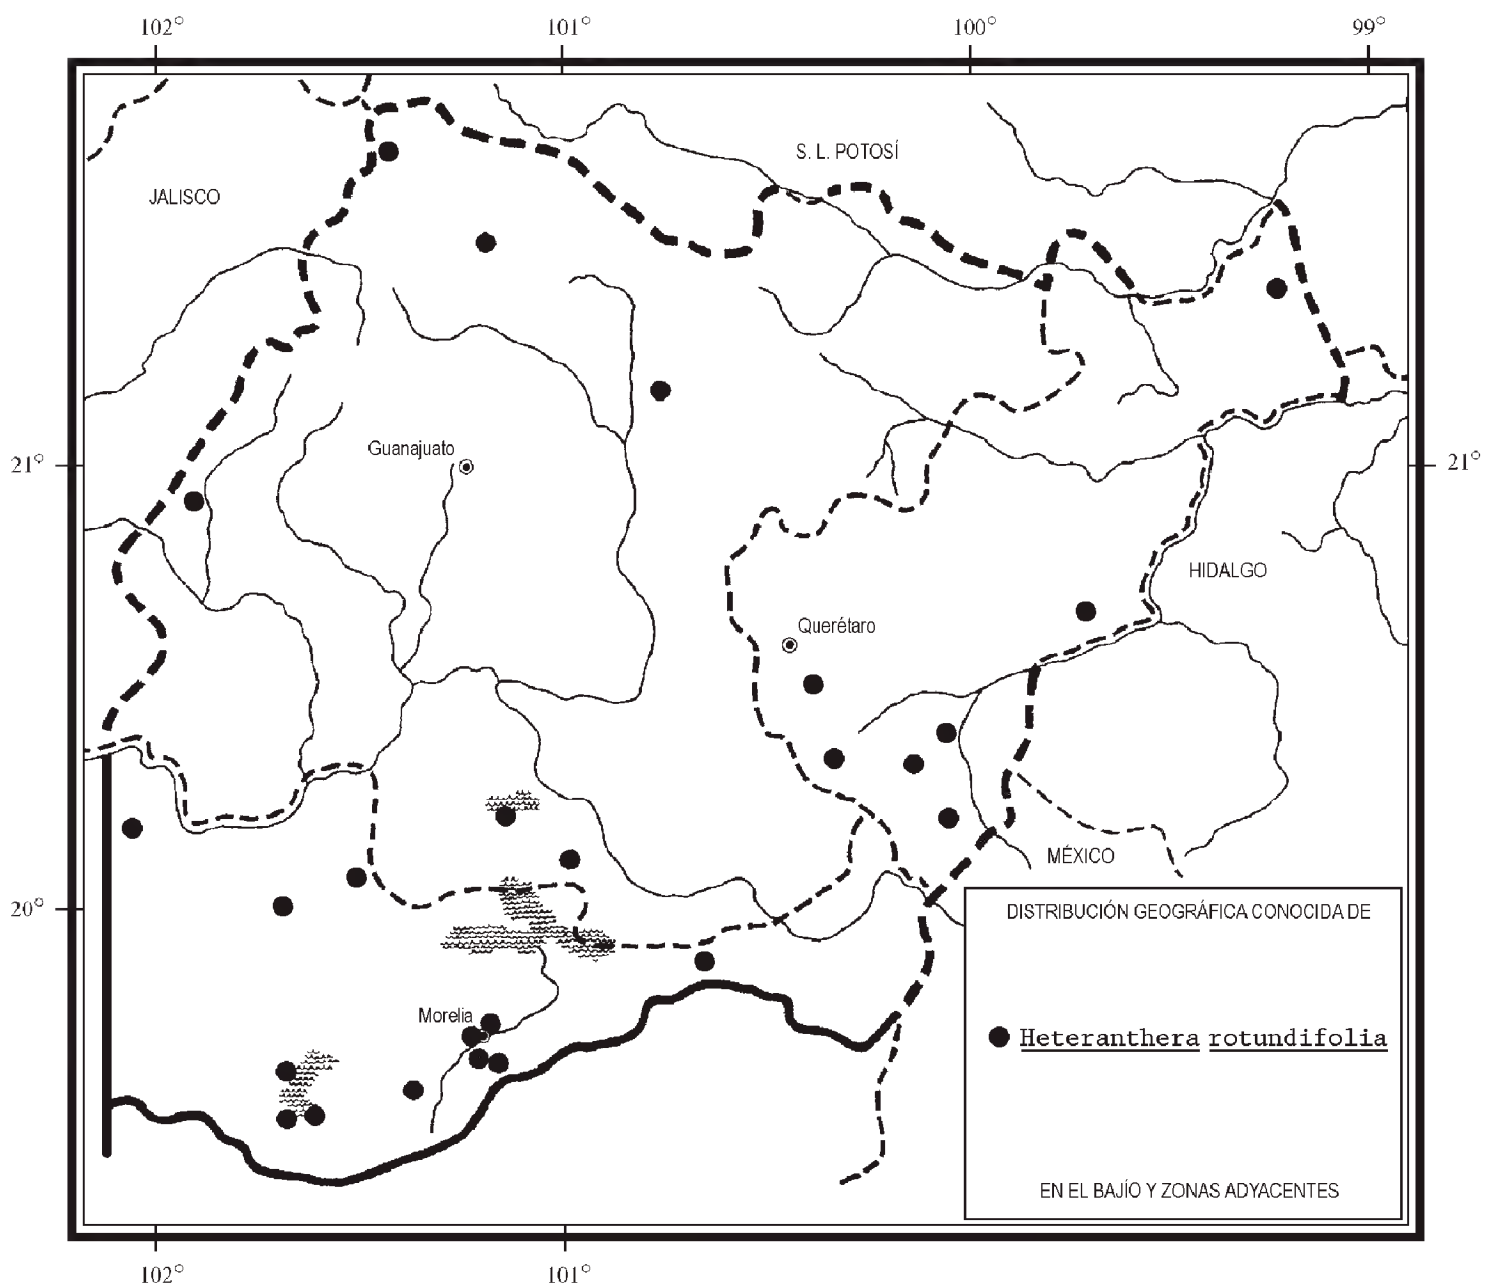 102° 101° 100° 99°
S. L. POTOSÍ
JALISCO
Guanajuato
21° 21°
HIDALGO
Querétaro
MÉXICO
20°
DISTRIBUCIÓN GEOGRÁFICA CONOCIDA DE
Morelia
Heteranthera rotundifolia
EN EL BAJÍO Y ZONAS ADYACENTES
102° 101°